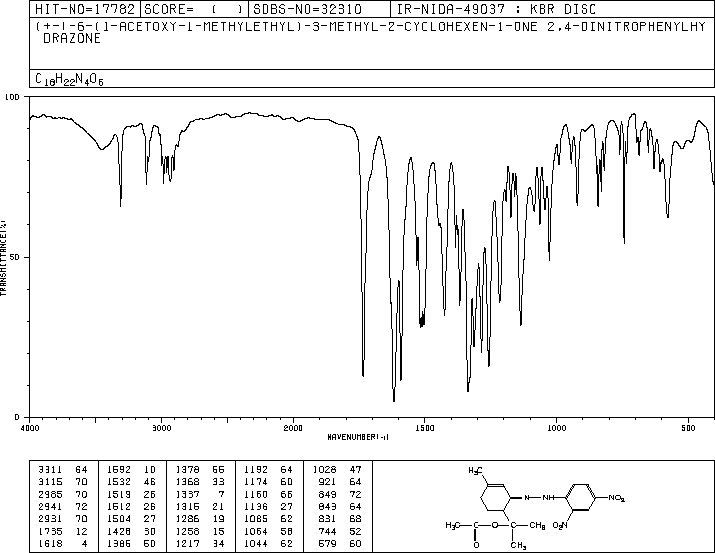 HIT-NO=17782 SCORE= ( ) SDBS-NO=32310 IR-NIDA-49037 : KBR DISC
(+-)-6-(1-ACETOXY-1-METHYLETHYL)-3-METHYL-2-CYCLOHEXEN-1-ONE 2,4-DINITROPHENYLHY
DRAZONE
C18H22N4O6
100
50
0
TRANSMITTANCE(%)
4000 3000 2000 1500 1000 500
WAVENUMBER(-1)
3311 64 1592 10 1378 66 1192 64 1028 47
3115 70 1532 46 1368 33 1174 60 921 64
2985 70 1519 26 1337 7 1160 66 849 72
2941 72 1512 26 1315 21 1136 27 843 64
2931 70 1504 27 1286 19 1085 62 831 68
1735 12 1428 30 1258 15 1064 58 744 52
1618 4 1386 60 1217 34 1044 62 579 60
H3C
N NH NO2
H3C O CH3 NO2
O CH3